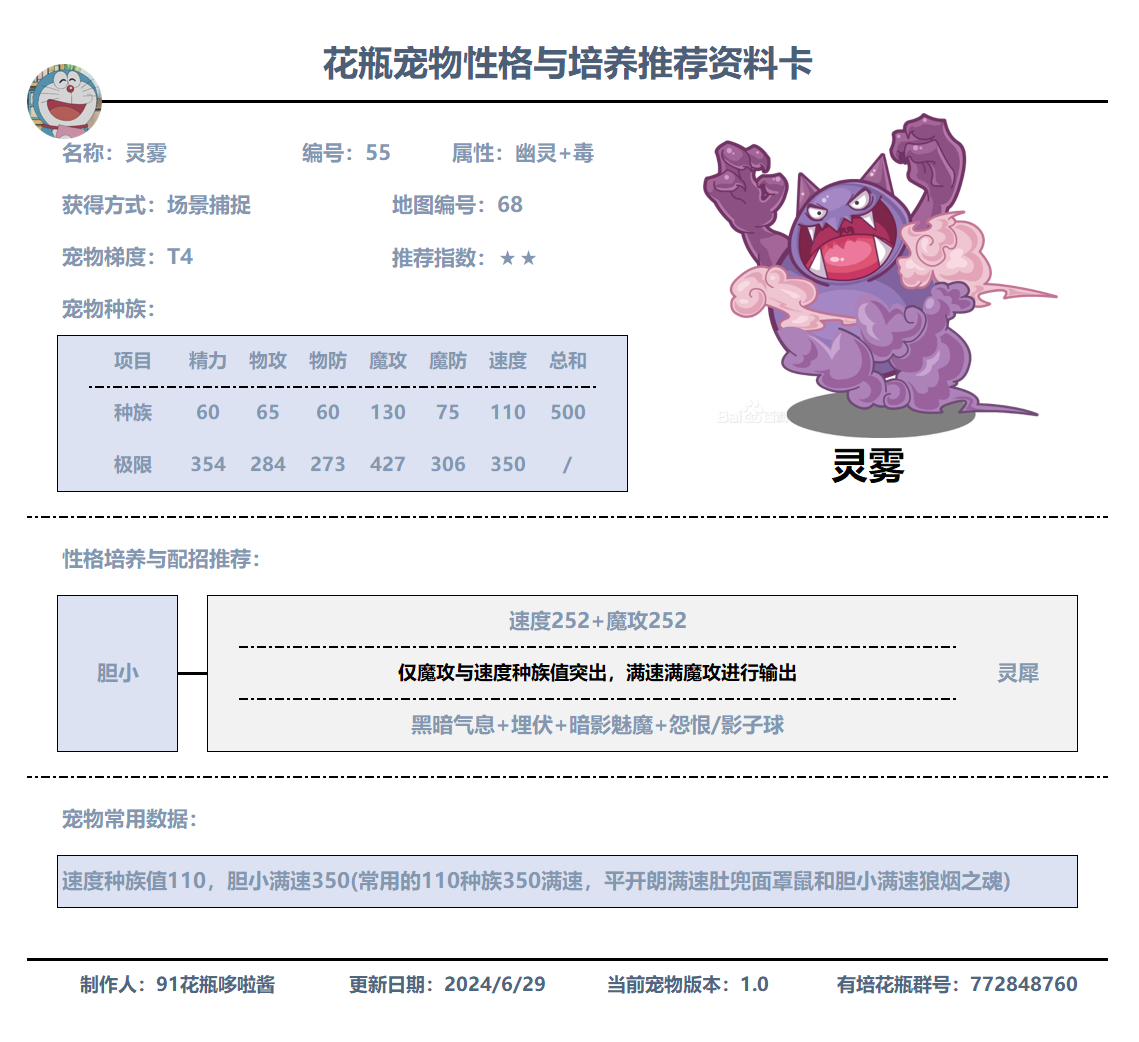 花瓶宠物性格与培养推荐资料卡
名称：灵雾 编号：55 属性：幽灵+毒
获得方式：场景捕捉 地图编号：68
宠物梯度：T4 推荐指数：★★
宠物种族：
项目 精力 物攻 物防 魔攻 魔防 速度 总和
种族 60 65 60 130 75 110 500
极限 354 284 273 427 306 350 /
Baidu百科
灵雾
性格培养与配招推荐：
胆小
速度252+魔攻252
仅魔攻与速度种族值突出，满速满魔攻进行输出
黑暗气息+埋伏+暗影魅魔+怨恨/影子球
灵犀
宠物常用数据：
速度种族值110，胆小满速350(常用的110种族350满速，平开朗满速肚兜面罩鼠和胆小满速狼烟之魂)
制作人：91花瓶哆啦酱 更新日期：2024/6/29 当前宠物版本：1.0 有培花瓶群号：772848760